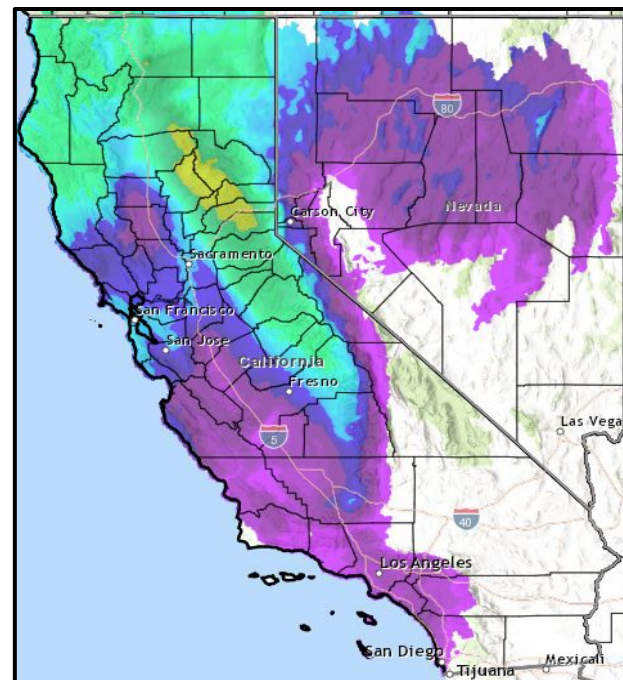 80
Carson City
Nevada
Sacramento
San Francisco
San Jose
California
Fresno
Las Vega
5
40
Los Angeles
San Diego
Tijuana
Mexicali